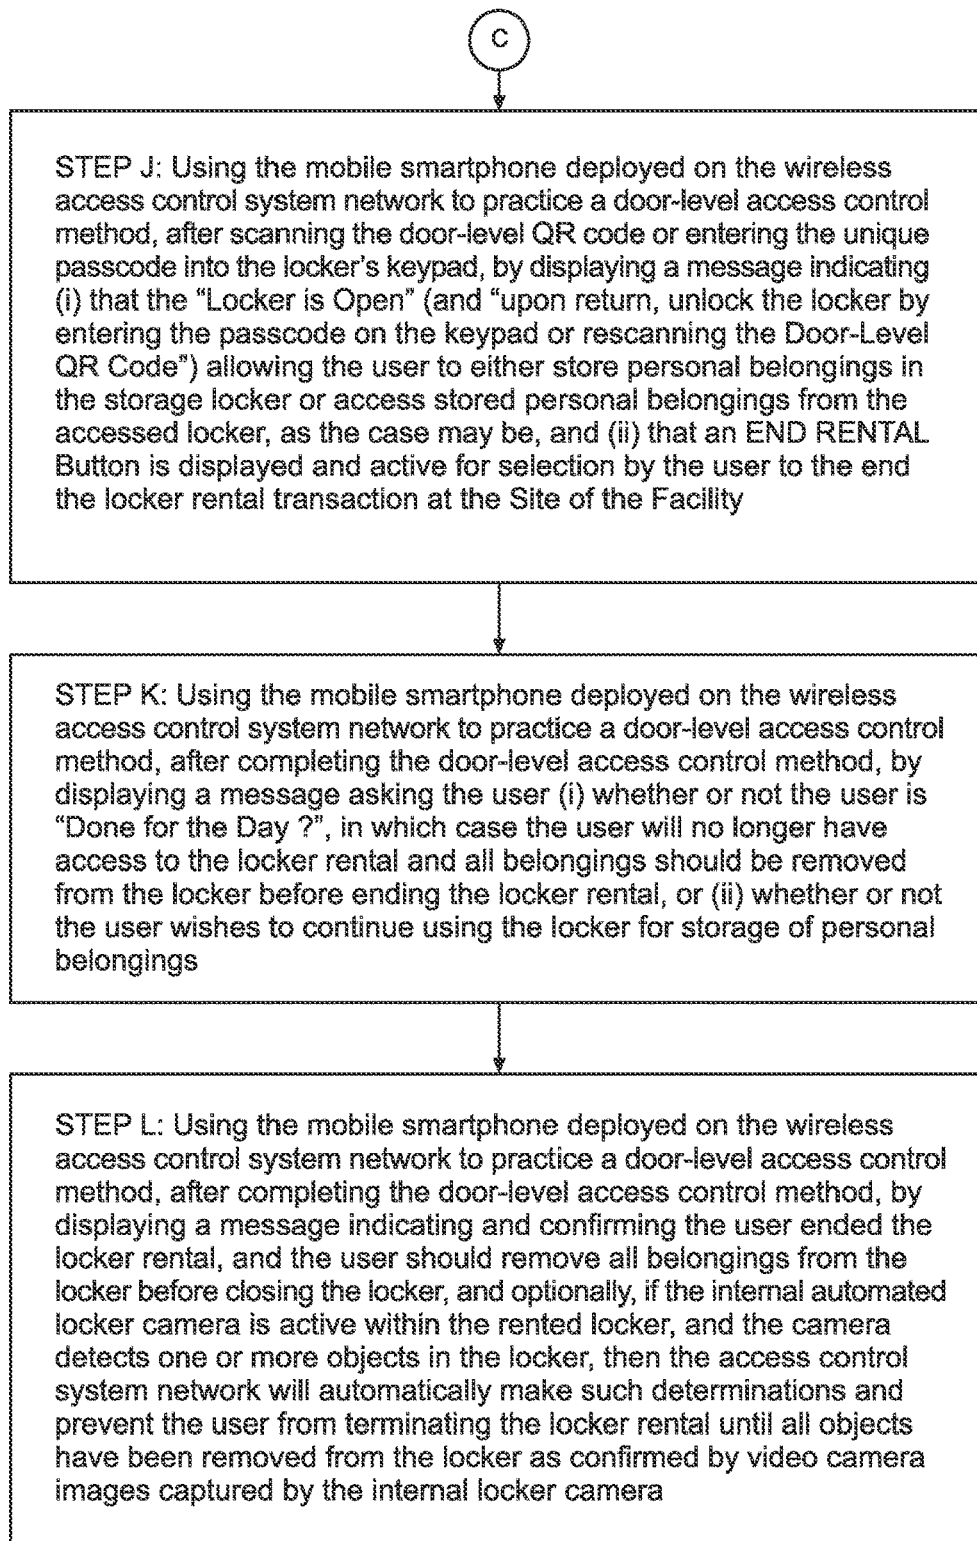 C
STEP J: Using the mobile smartphone deployed on the wireless
access control system network to practice a door-level access control
method, after scanning the door-level QR code or entering the unique
passcode into the locker's keypad, by displaying a message indicating
(i) that the “Locker is Open” (and “upon return, unlock the locker by
entering the passcode on the keypad or rescanning the Door-Level
QR Code”) allowing the user to either store personal belongings in
the storage locker or access stored personal belongings from the
accessed locker, as the case may be, and (ii) that an END RENTAL
Button is displayed and active for selection by the user to the end
the locker rental transaction at the Site of the Facility
STEP K: Using the mobile smartphone deployed on the wireless
access control system network to practice a door-level access control
method, after completing the door-level access control method, by
displaying a message asking the user (i) whether or not the user is
“Done for the Day ?”, in which case the user will no longer have
access to the locker rental and all belongings should be removed
from the locker before ending the locker rental, or (ii) whether or not
the user wishes to continue using the locker for storage of personal
belongings
STEP L: Using the mobile smartphone deployed on the wireless
access control system network to practice a door-level access control
method, after completing the door-level access control method, by
displaying a message indicating and confirming the user ended the
locker rental, and the user should remove all belongings from the
locker before closing the locker, and optionally, if the internal automated
locker camera is active within the rented locker, and the camera
detects one or more objects in the locker, then the access control
system network will automatically make such determinations and
prevent the user from terminating the locker rental until all objects
have been removed from the locker as confirmed by video camera
images captured by the internal locker camera